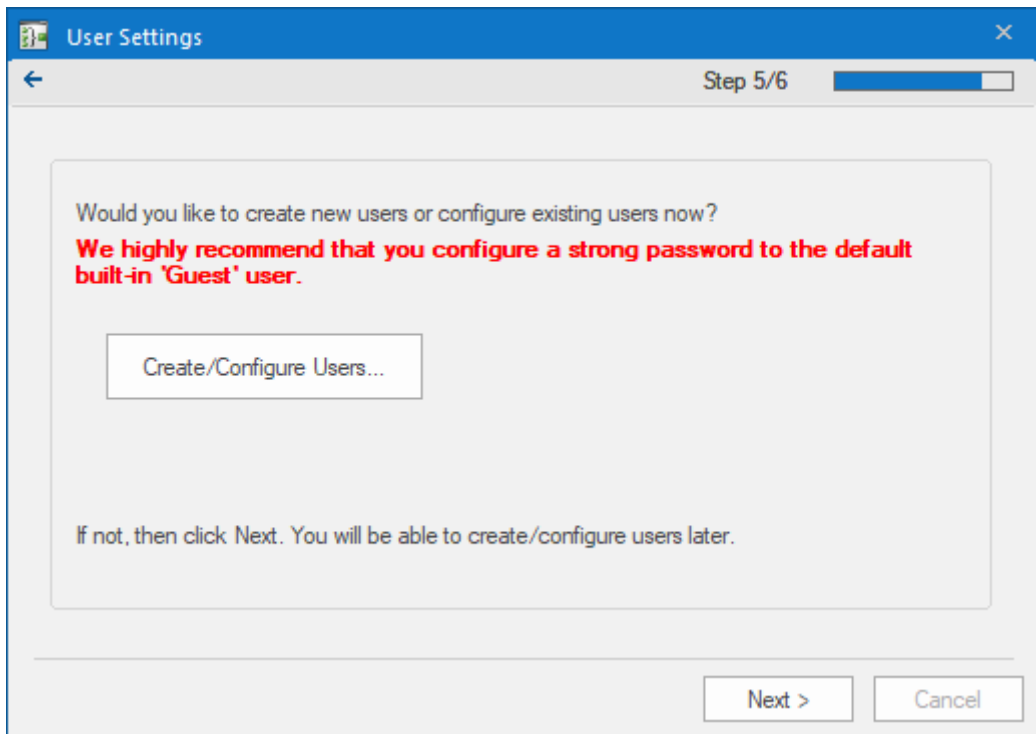 User Settings
Step 5/6
Would you like to create new users or configure existing users now?
We highly recommend that you configure a strong password to the default
built-in 'Guest' user.
Create/Configure Users...
If not, then click Next. You will be able to create/configure users later.
Next >
Cancel